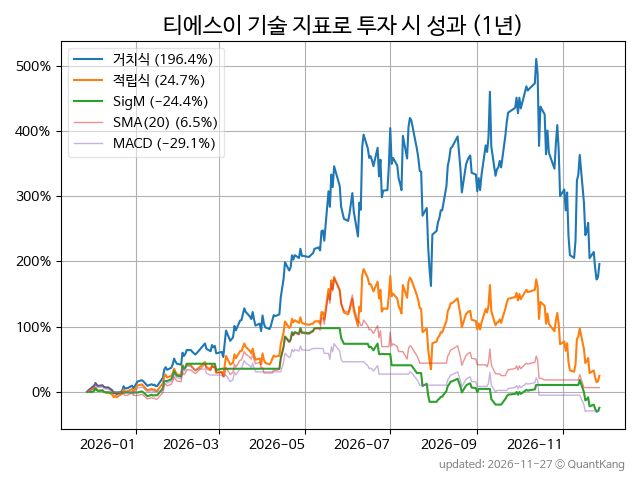 티에스이 기술 지표로 투자 시 성과 (1년)
거치식 (196.4%)
적립식 (24.7%)
SigM (-24.4%)
SMA(20) (6.5%)
MACD (-29.1%)
500%
400%
300%
200%
100%
0%
2026-01 2026-03 2026-05 2026-07 2026-09 2026-11
updated: 2026-11-27 © QuantKang